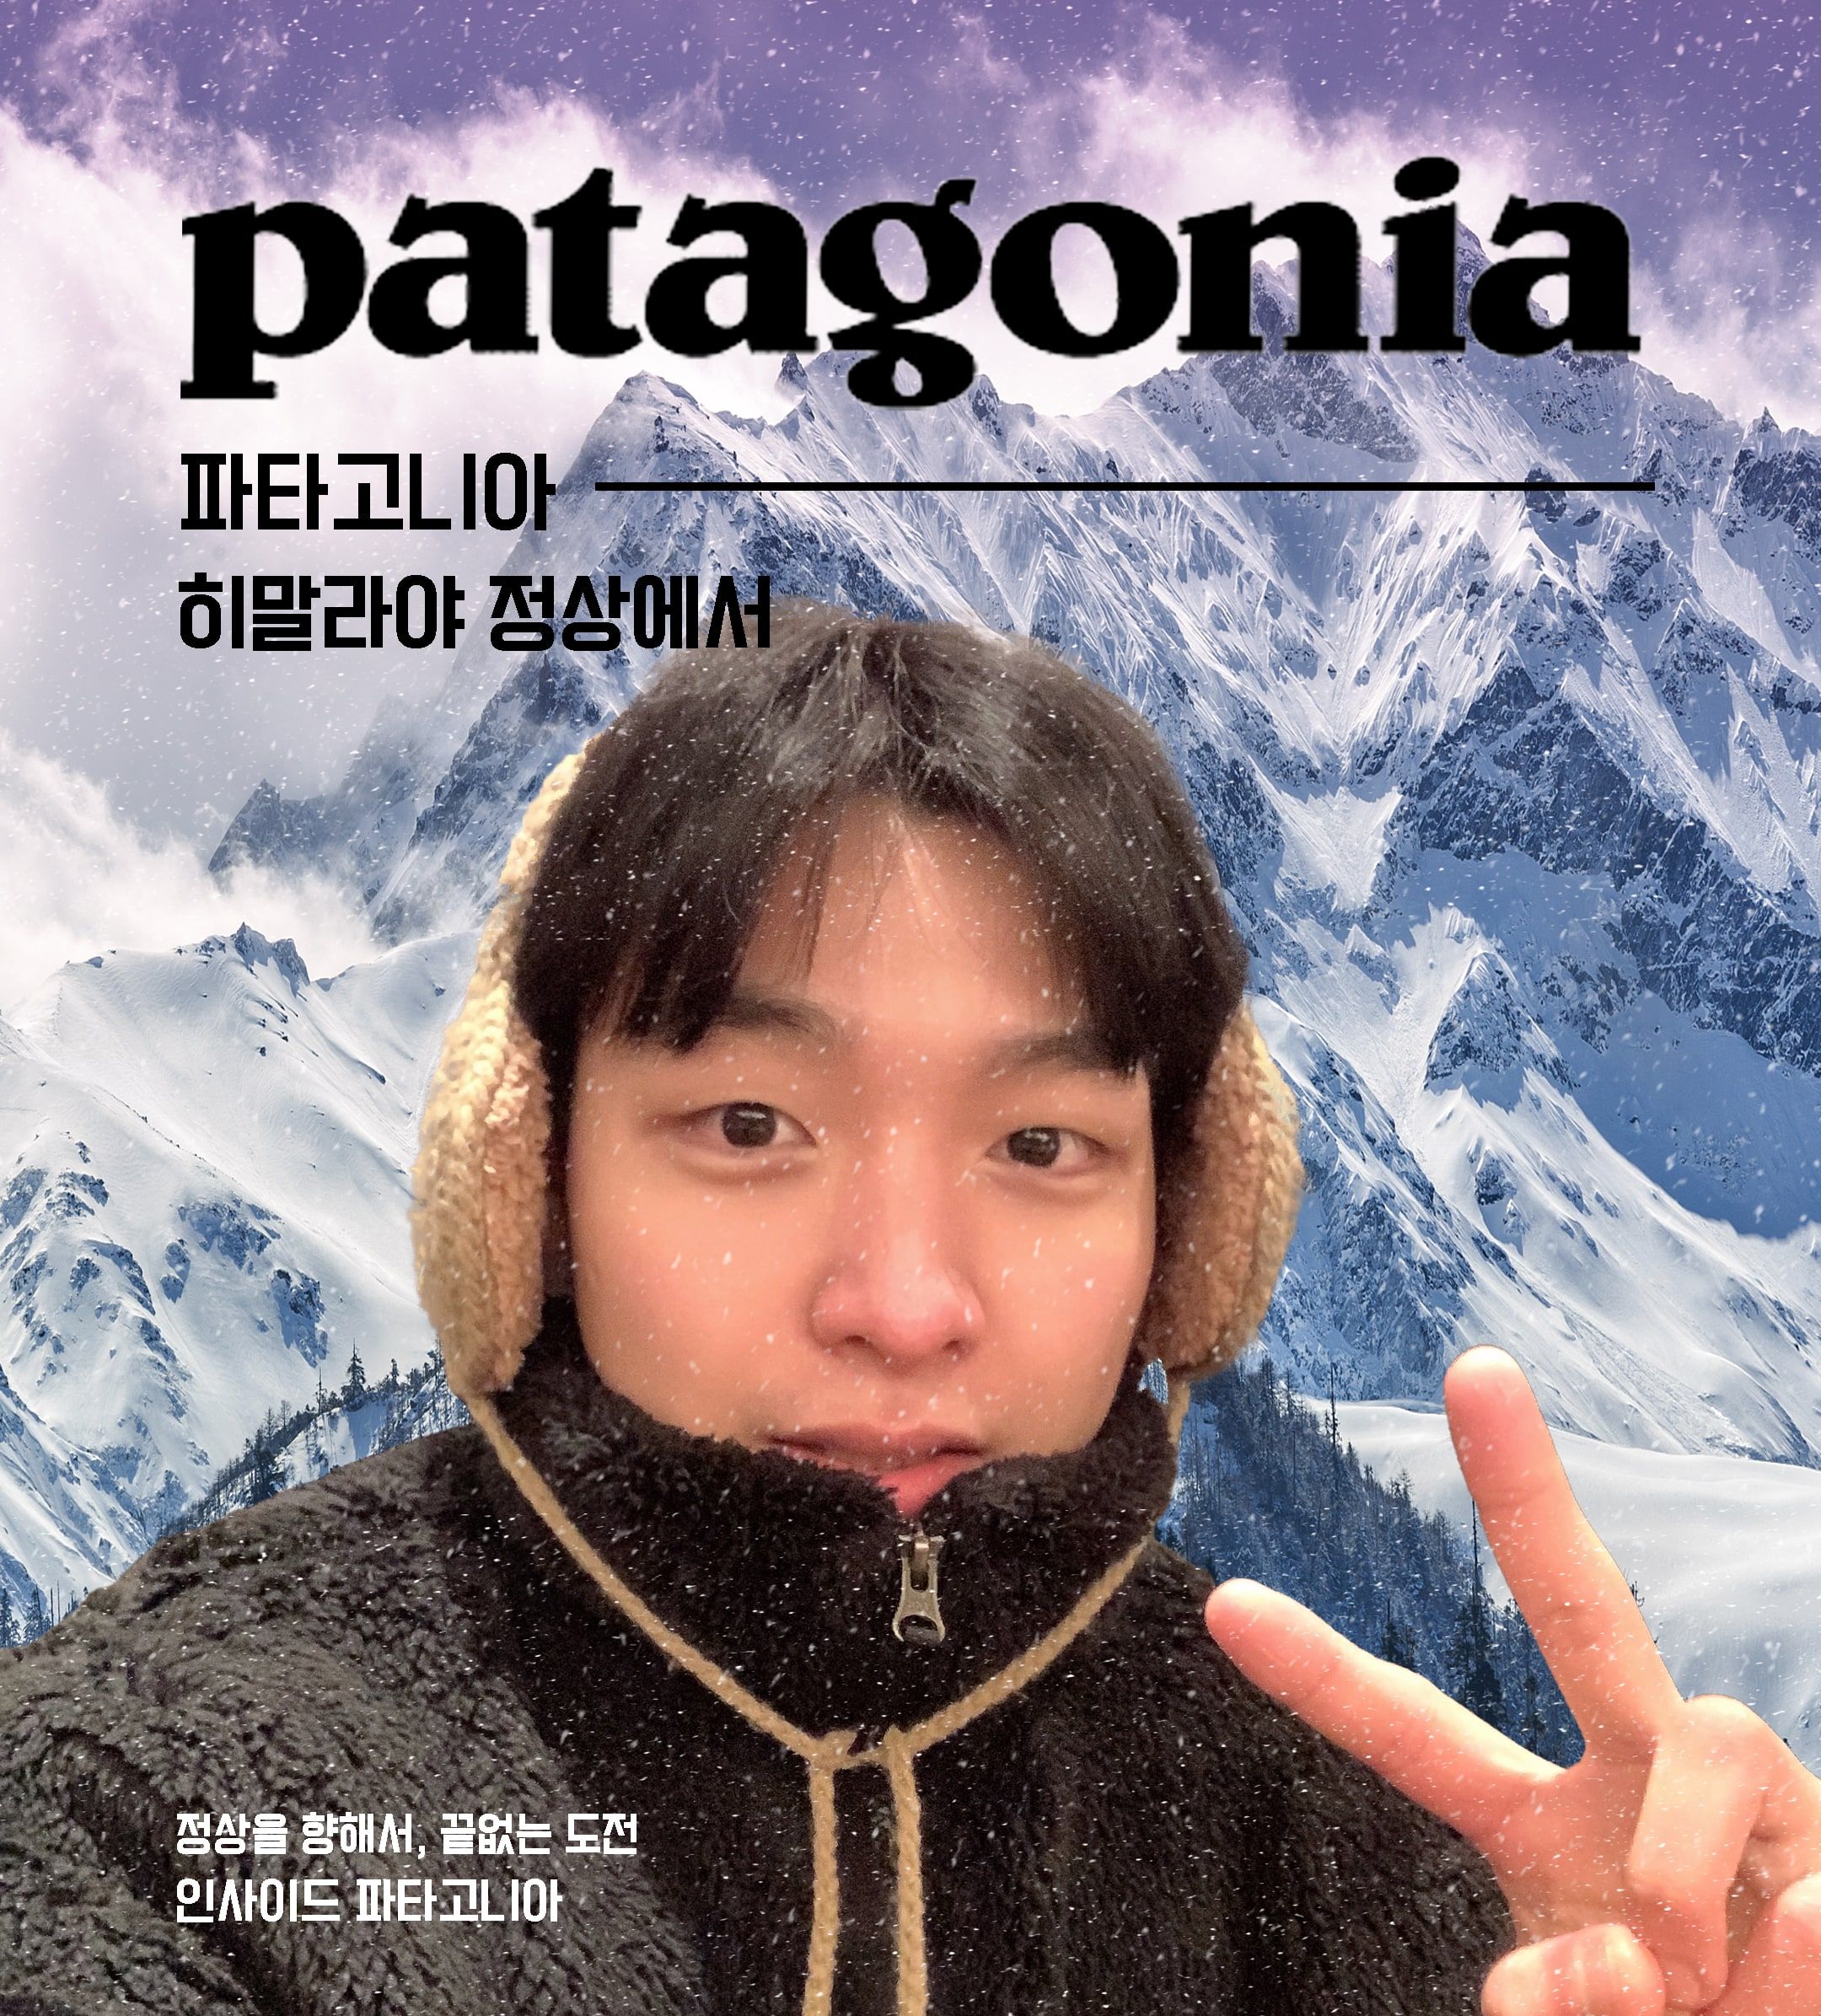 patagonia
파타고니아
히말라야 정상에서
정상을 향해서, 끝없는 도전
인사이드 파타고니아